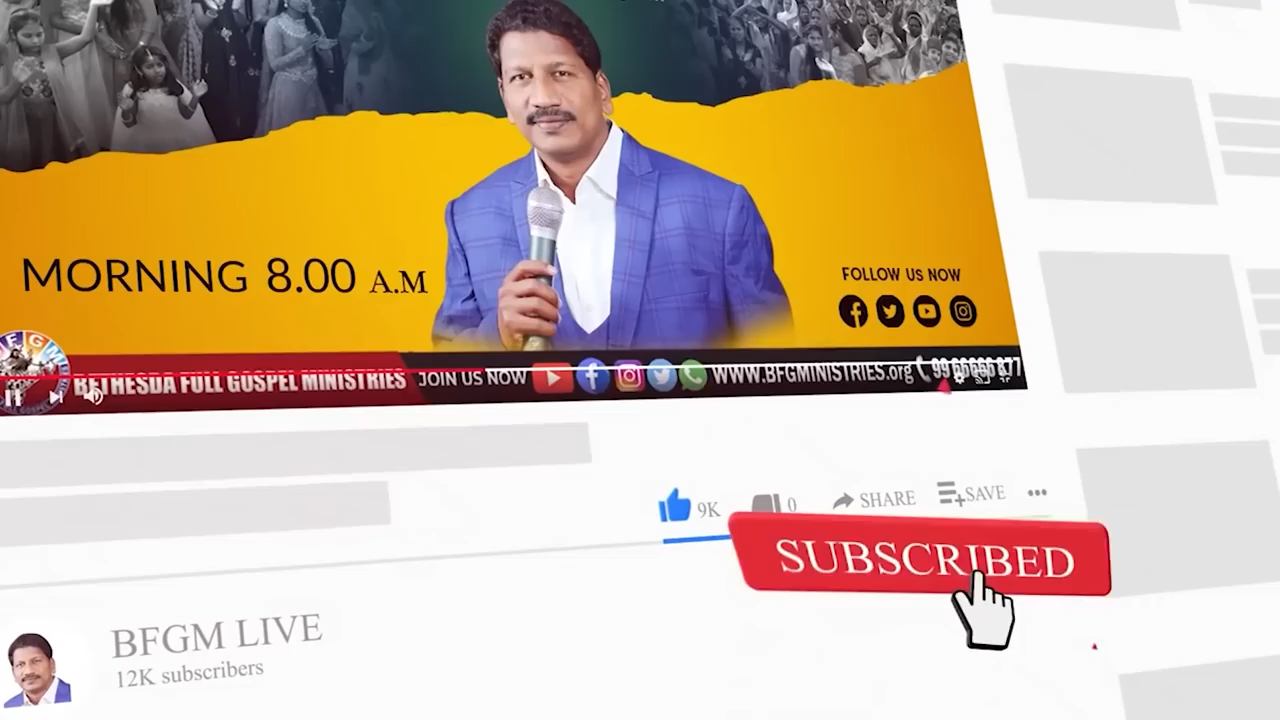 MORNING 8.00 A.M
FOLLOW US NOW
BETHESDA FULL GOSPEL MINISTRIES JOIN US NOW WWW.BFGMINISTRIES.org
9K 0 SHARE SAVE
SUBSCRIBED
BFGM LIVE
12K subscribers